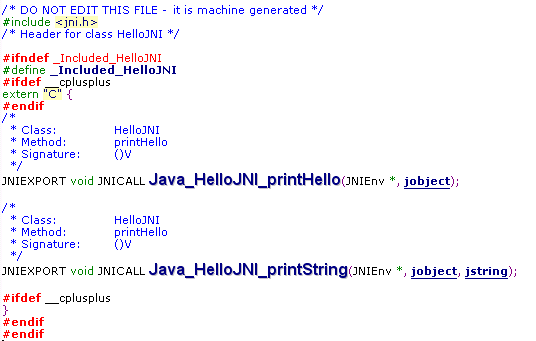 /* DO NOT EDIT THIS FILE - it is machine generated */
#include <jni.h>
/* Header for class HelloJNI */
#ifndef _Included_HelloJNI
#define _Included_HelloJNI
#ifdef __cplusplus
extern "C" {
#endif
/*
* Class: HelloJNI
* Method: printHello
* Signature: ()V
*/
JNIEXPORT void JNICALL Java_HelloJNI_printHello(JNIEnv *, jobject);
/*
* Class: HelloJNI
* Method: printHello
* Signature: ()V
*/
JNIEXPORT void JNICALL Java_HelloJNI_printString(JNIEnv *, jobject, jstring);
#ifdef __cplusplus
}
#endif
#endif